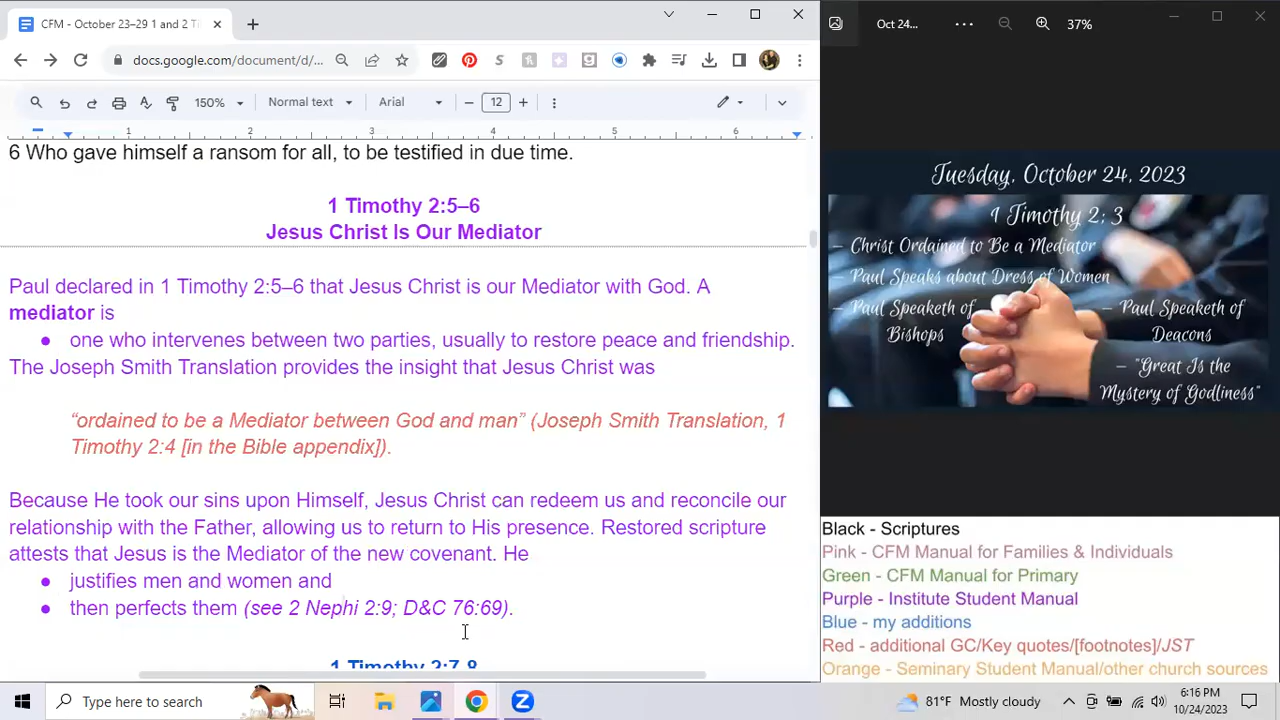 CFM - October 23–29 1 and 2 Ti
docs.google.com/document/d/...
150%
Normal text
Arial
12
1 2 3 4 5 6
6 Who gave himself a ransom for all, to be testified in due time.
1 Timothy 2:5–6
Jesus Christ Is Our Mediator
Paul declared in 1 Timothy 2:5–6 that Jesus Christ is our Mediator with God. A
mediator is
● one who intervenes between two parties, usually to restore peace and friendship.
The Joseph Smith Translation provides the insight that Jesus Christ was
“ordained to be a Mediator between God and man” (Joseph Smith Translation, 1
Timothy 2:4 [in the Bible appendix]).
Because He took our sins upon Himself, Jesus Christ can redeem us and reconcile our
relationship with the Father, allowing us to return to His presence. Restored scripture
attests that Jesus is the Mediator of the new covenant. He
● justifies men and women and
● then perfects them (see 2 Nephi 2:9; D&C 76:69).
1 Timothy 2:7-8
Oct 24...
37%
Tuesday, October 24, 2023
1 Timothy 2; 3
– Christ Ordained to Be a Mediator
– Paul Speaks about Dress of Women
– Paul Speaketh of
Bishops
– Paul Speaketh of
Deacons
– "Great Is the
Mystery of Godliness"
Black - Scriptures
Pink - CFM Manual for Families & Individuals
Green - CFM Manual for Primary
Purple - Institute Student Manual
Blue - my additions
Red - additional GC/Key quotes/[footnotes]/JST
Orange - Seminary Student Manual/other church sources
Type here to search
81°F Mostly cloudy
6:16 PM
10/24/2023